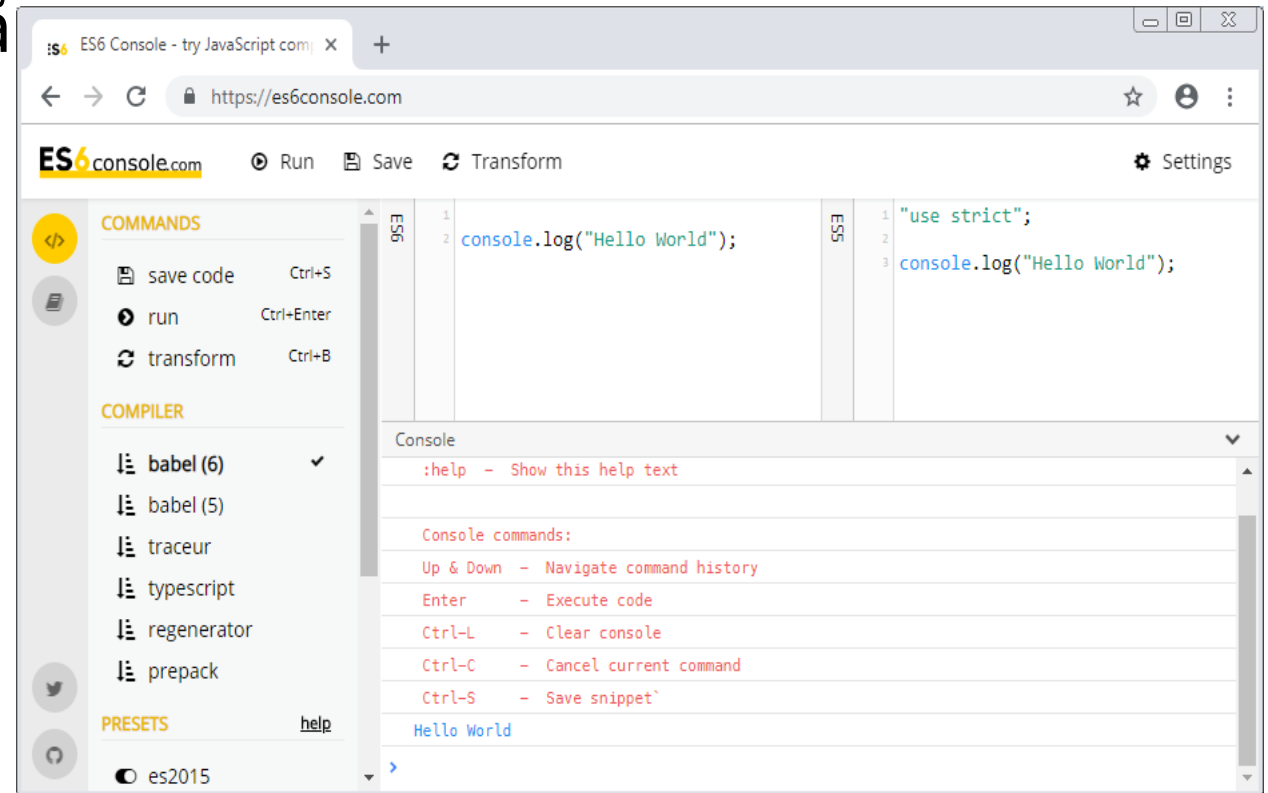 ă
ES6 Console - try JavaScript com
https://es6console.com
ES6console.com Run Save Transform Settings
COMMANDS
save code Ctrl+S
run Ctrl+Enter
transform Ctrl+B
COMPILER
babel (6)
babel (5)
traceur
typescript
regenerator
prepack
PRESETS help
es2015
ES6
1
2 console.log("Hello World");
ES5
1 "use strict";
2
3 console.log("Hello World");
Console
:help – Show this help text
Console commands:
Up & Down – Navigate command history
Enter – Execute code
Ctrl-L – Clear console
Ctrl-C – Cancel current command
Ctrl-S – Save snippet`
Hello World
>